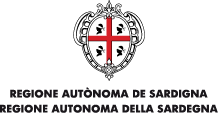 REGIONE AUTÒNOMA DE SARDIGNA
REGIONE AUTONOMA DELLA SARDEGNA